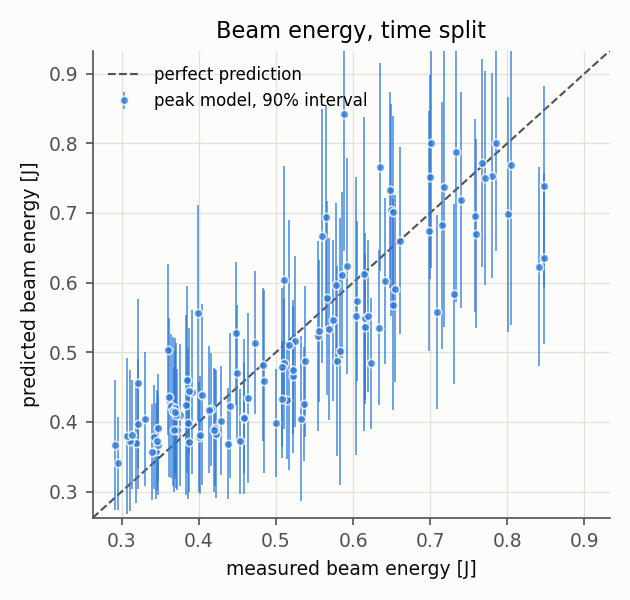 Beam energy, time split
perfect prediction
peak model, 90% interval
predicted beam energy [J]
0.9
0.8
0.7
0.6
0.5
0.4
0.3
0.3 0.4 0.5 0.6 0.7 0.8 0.9
measured beam energy [J]